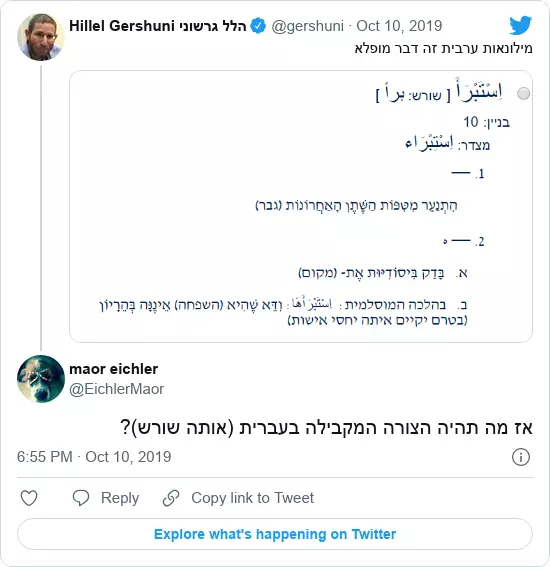 Hillel Gershuni הלל גרשוני @gershuni · Oct 10, 2019
מילונאות ערבית זה דבר מופלא
اِسْتَبْرَأَ [ שורש: برأ ]
בניין: 10
מצדר: اِسْتِبْرَاء
1. —
הִתְנַעֵר מִטִּפּוֹת הַשֶּׁתֶן הָאַחֲרוֹנוֹת (גבר)
2. — ه
א. בָּדַק בִּיסוֹדִיּוּת אֶת- (מקום)
ב. בהלכה המוסלמית : اِسْتَبْرَأَهَا : וִדֵּא שֶׁהִיא (השפחה) אֵינֶנָּה בְּהֵרָיוֹן
(בטרם יקיים איתה יחסי אישות)
maor eichler
@EichlerMaor
אז מה תהיה הצורה המקבילה בעברית (אותה שורש)?
6:55 PM · Oct 10, 2019
Reply Copy link to Tweet
Explore what's happening on Twitter